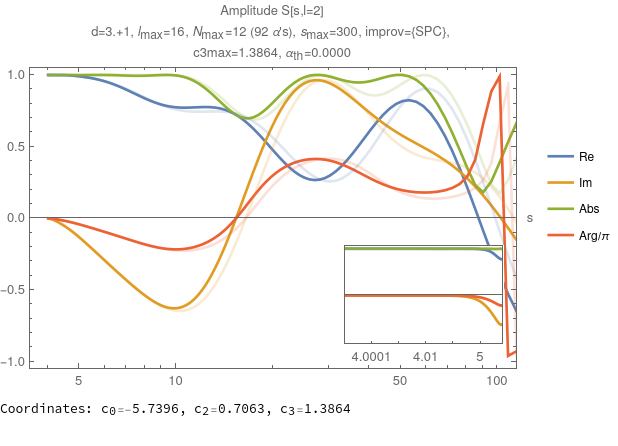 Amplitude S[s,l=2]
d=3.+1, lmax=16, Nmax=12 (92 α's), smax=300, improv={SPC},
c3max=1.3864, αth=0.0000
1.0
0.5
0.0
-0.5
-1.0
5
10
50
100
s
4.0001
4.01
5
Re
Im
Abs
Arg/π
Coordinates: c0=-5.7396, c2=0.7063, c3=1.3864